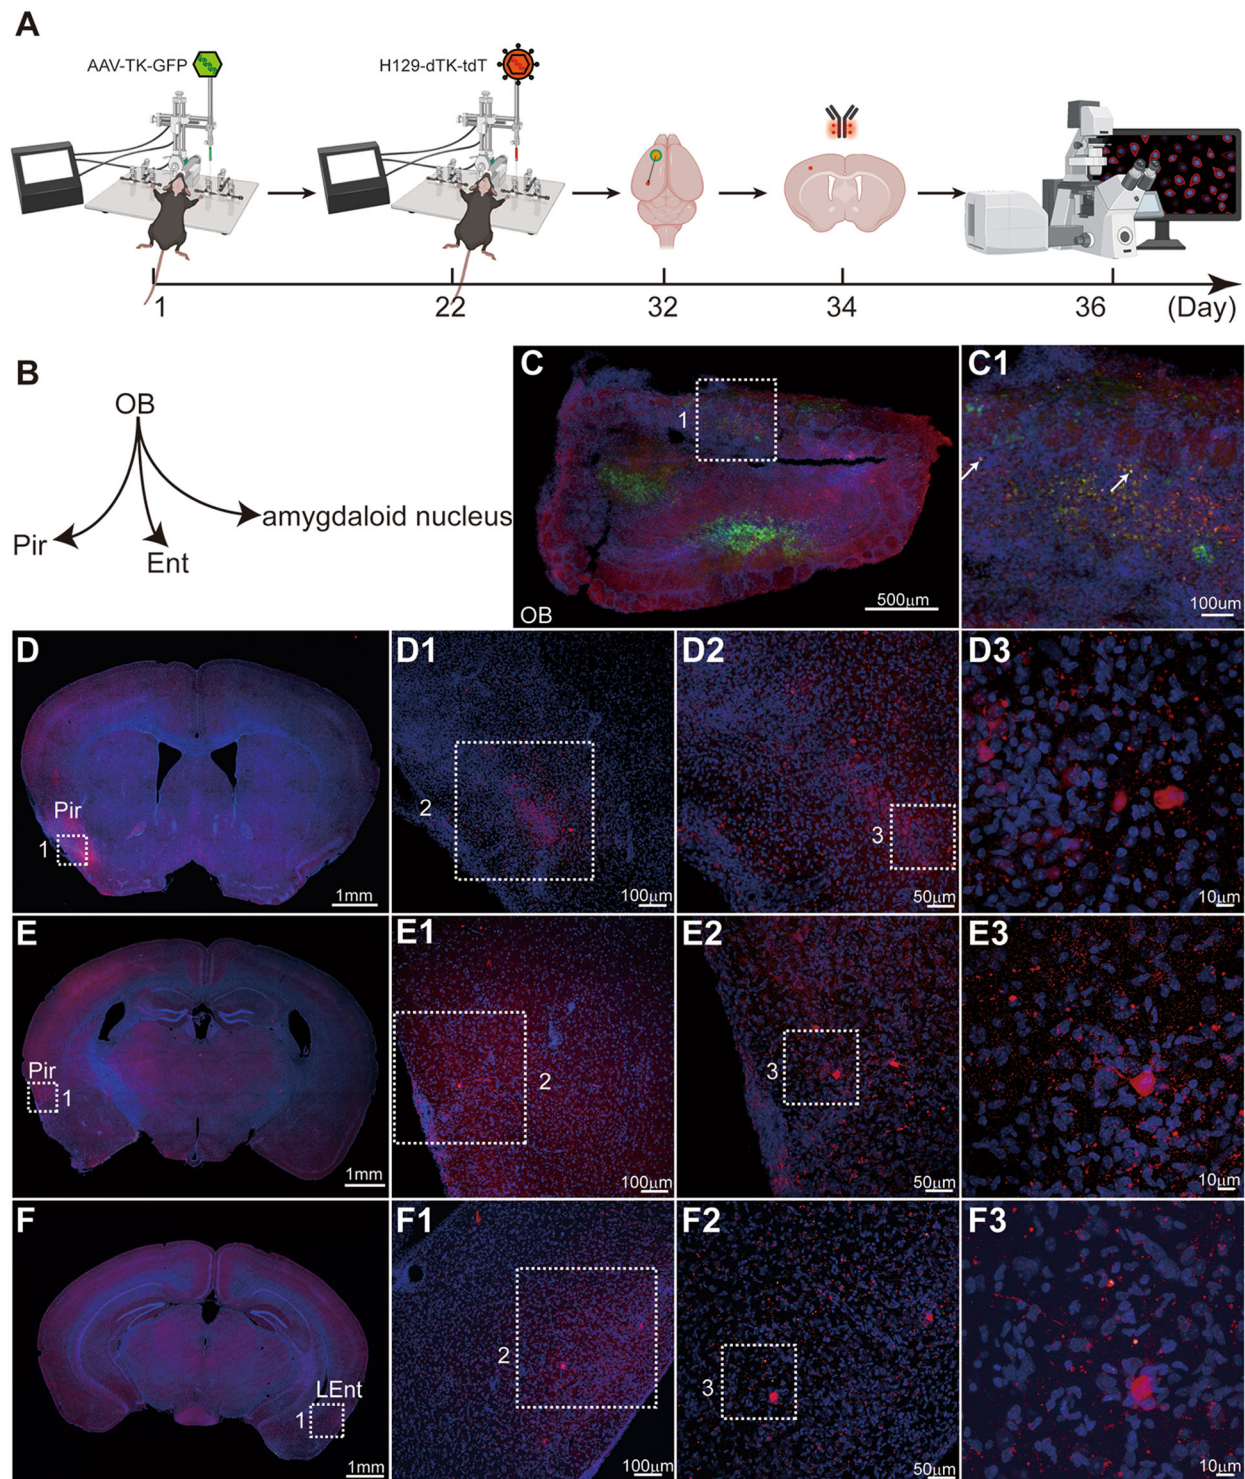 A
AAV-TK-GFP
H129-dTK-tdT
1
22
32
34
36
(Day)
B
OB
Pir
Ent
amygdaloid nucleus
C
1
OB
500μm
C1
100um
D
Pir
1
1mm
D1
2
100μm
D2
3
50μm
D3
10μm
E
Pir
1
1mm
E1
2
100μm
E2
3
50μm
E3
10μm
F
LEnt
1
1mm
F1
2
100μm
F2
3
50μm
F3
10μm